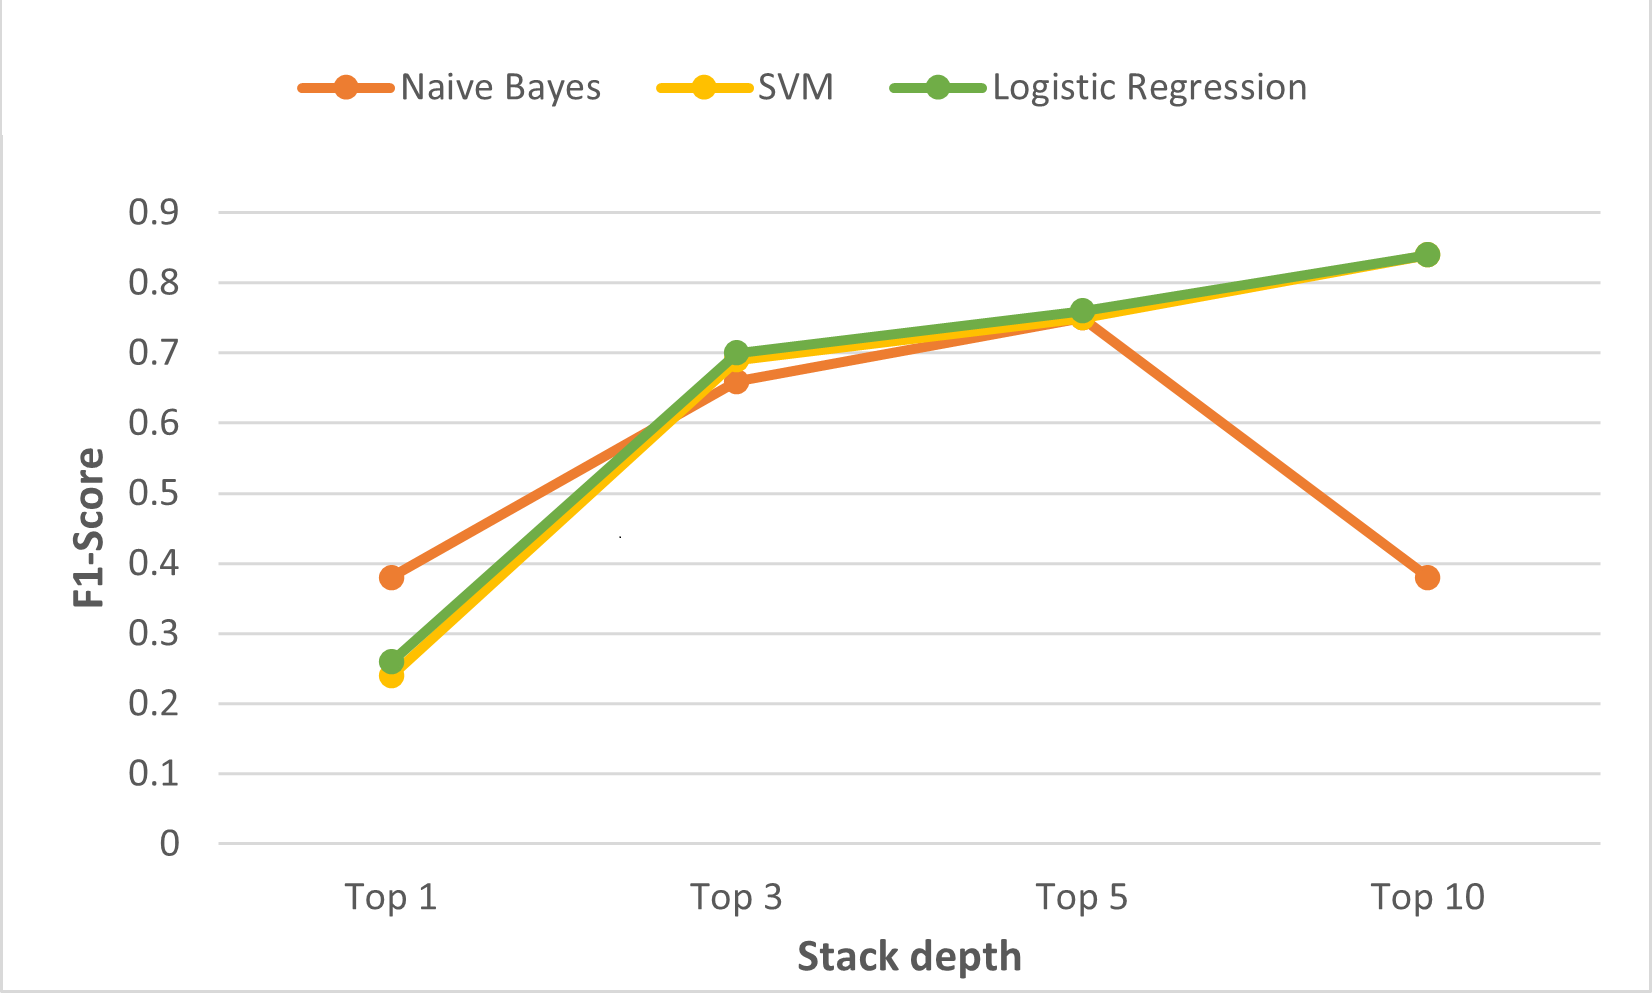 Naive Bayes SVM Logistic Regression
0.9
0.8
0.7
0.6
0.5
0.4
0.3
0.2
0.1
0
F1-Score
Top 1 Top 3 Top 5 Top 10
Stack depth